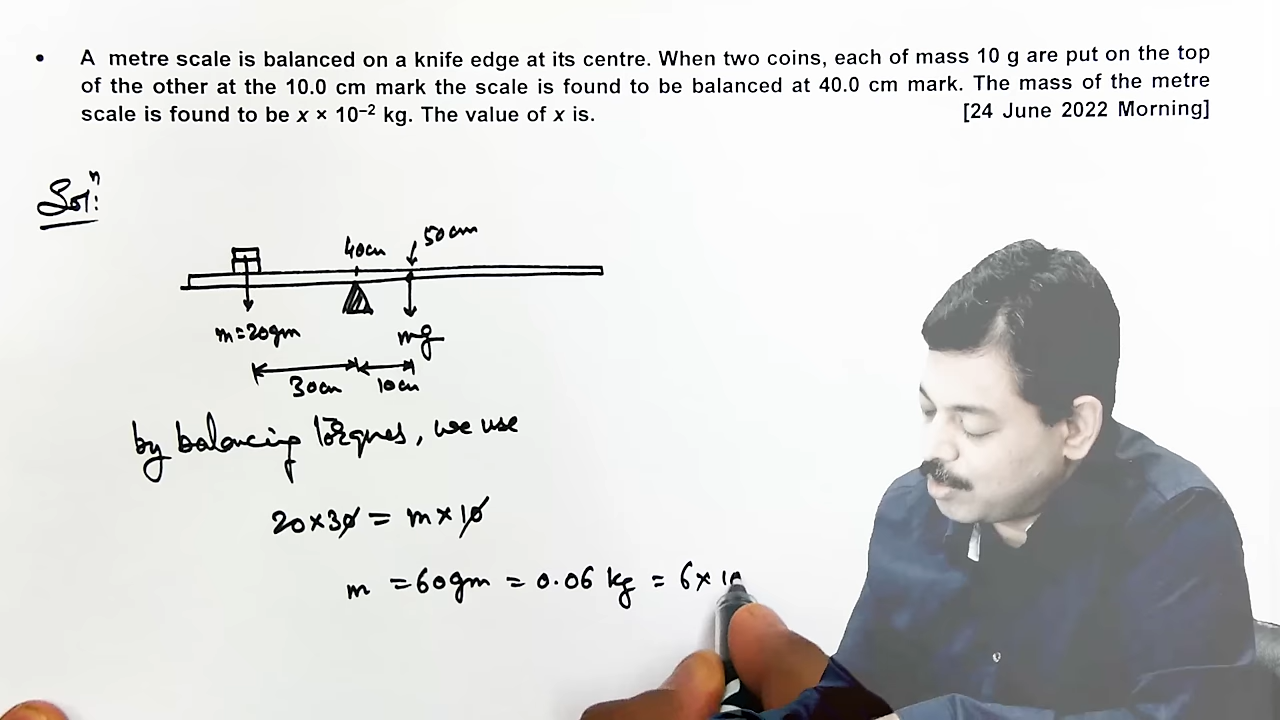 • A metre scale is balanced on a knife edge at its centre. When two coins, each of mass 10 g are put on the top
of the other at the 10.0 cm mark the scale is found to be balanced at 40.0 cm mark. The mass of the metre
scale is found to be x × 10⁻² kg. The value of x is. [24 June 2022 Morning]
Solⁿ:
40cm 50cm
m=20gm mg
30cm 10cm
by balancing torques, we use
20×30 = m×10
m = 60gm = 0.06 kg = 6× 10